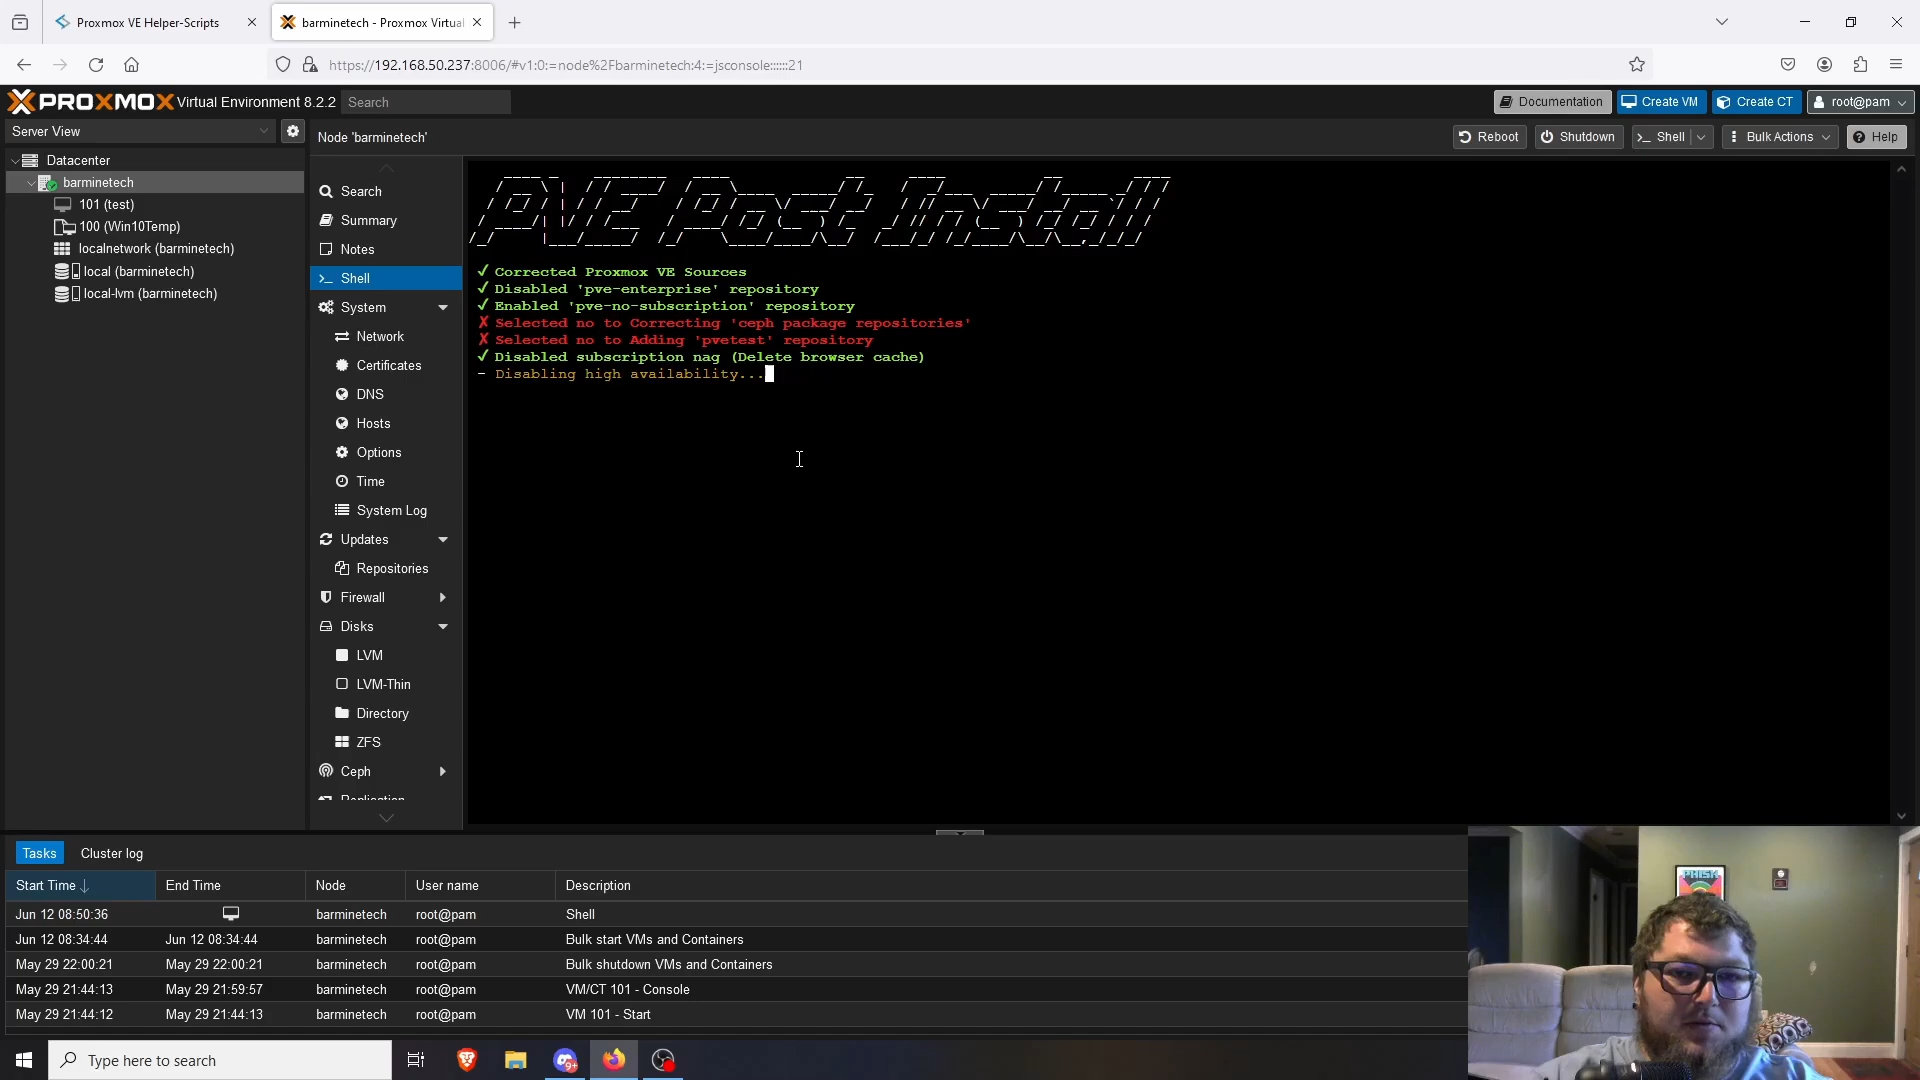 Proxmox VE Helper-Scripts
barminetech - Proxmox Virtual
https://192.168.50.237:8006/#v1:0:=node%2Fbarminetech:4:=jsconsole::::::21
PROXMOX Virtual Environment 8.2.2
Search
Documentation
Create VM
Create CT
root@pam
Server View
Node 'barminetech'
Reboot
Shutdown
Shell
Bulk Actions
Help
Datacenter
barminetech
101 (test)
100 (Win10Temp)
localnetwork (barminetech)
local (barminetech)
local-lvm (barminetech)
Search
Summary
Notes
Shell
System
Network
Certificates
DNS
Hosts
Options
Time
System Log
Updates
Repositories
Firewall
Disks
LVM
LVM-Thin
Directory
ZFS
Ceph
Replication
PVE Post Install
✓ Corrected Proxmox VE Sources
✓ Disabled 'pve-enterprise' repository
✓ Enabled 'pve-no-subscription' repository
✗ Selected no to Correcting 'ceph package repositories'
✗ Selected no to Adding 'pvetest' repository
✓ Disabled subscription nag (Delete browser cache)
- Disabling high availability...
Tasks
Cluster log
Start Time
End Time
Node
User name
Description
Jun 12 08:50:36
barminetech
root@pam
Shell
Jun 12 08:34:44
Jun 12 08:34:44
barminetech
root@pam
Bulk start VMs and Containers
May 29 22:00:21
May 29 22:00:21
barminetech
root@pam
Bulk shutdown VMs and Containers
May 29 21:44:13
May 29 21:59:57
barminetech
root@pam
VM/CT 101 - Console
May 29 21:44:12
May 29 21:44:13
barminetech
root@pam
VM 101 - Start
PHISH
Type here to search
9+